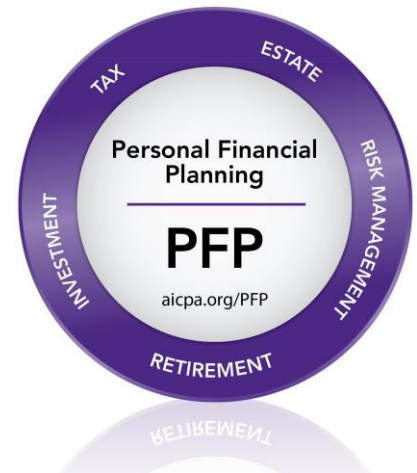 TAX
ESTATE
RISK MANAGEMENT
RETIREMENT
INVESTMENT
Personal Financial
Planning
PFP
aicpa.org/PFP
RETIREMENT